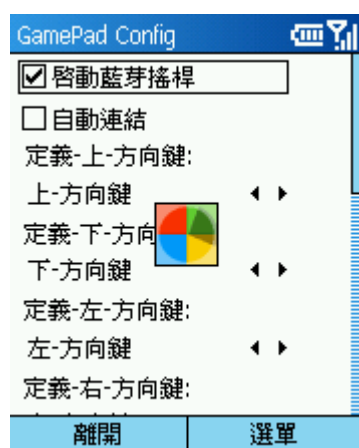 GamePad Config
啓動藍芽搖桿
自動連結
定義-上-方向鍵:
上-方向鍵
定義-下-方向
下-方向鍵
定義-左-方向鍵:
左-方向鍵
定義-右-方向鍵:
離開
選單